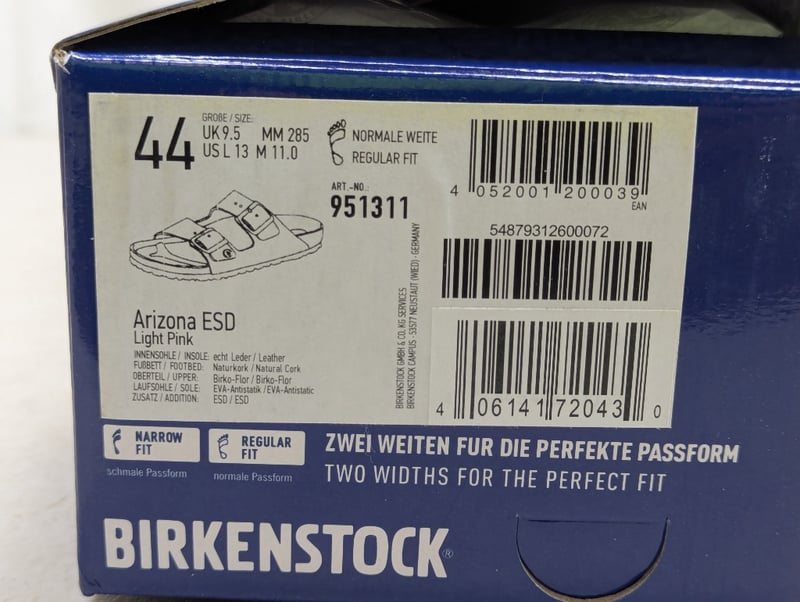 44
GRÖßE / SIZE:
UK 9.5 MM 285
US L 13 M 11.0
NORMALE WEITE
REGULAR FIT
ART.-NO.:
951311
4 052001 200039
EAN
54879312600072
4 06141 72043 0
Arizona ESD
Light Pink
INNENSOHLE / INSOLE: echt Leder / Leather
FUßBETT / FOOTBED: Naturkork / Natural Cork
OBERTEIL / UPPER: Birko-Flor / Birko-Flor
LAUFSOHLE / SOLE: EVA-Antistatik / EVA-Antistatic
ZUSATZ / ADDITION: ESD / ESD
BIRKENSTOCK GMBH & CO. KG SERVICES
BIRKENSTOCK CAMPUS · 53577 NEUSTADT (WIED) · GERMANY
NARROW FIT
schmale Passform
REGULAR FIT
normale Passform
ZWEI WEITEN FÜR DIE PERFEKTE PASSFORM
TWO WIDTHS FOR THE PERFECT FIT
BIRKENSTOCK®